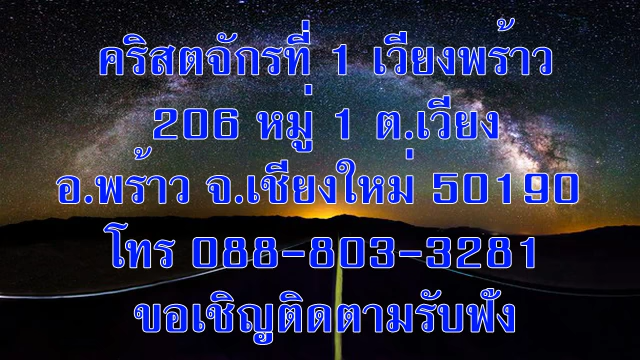 คริสตจักรที่ 1 เวียงพร้าว
206 หมู่ 1 ต.เวียง
อ.พร้าว จ.เชียงใหม่ 50190
โทร 088-803-3281
ขอเชิญติดตามรับฟัง